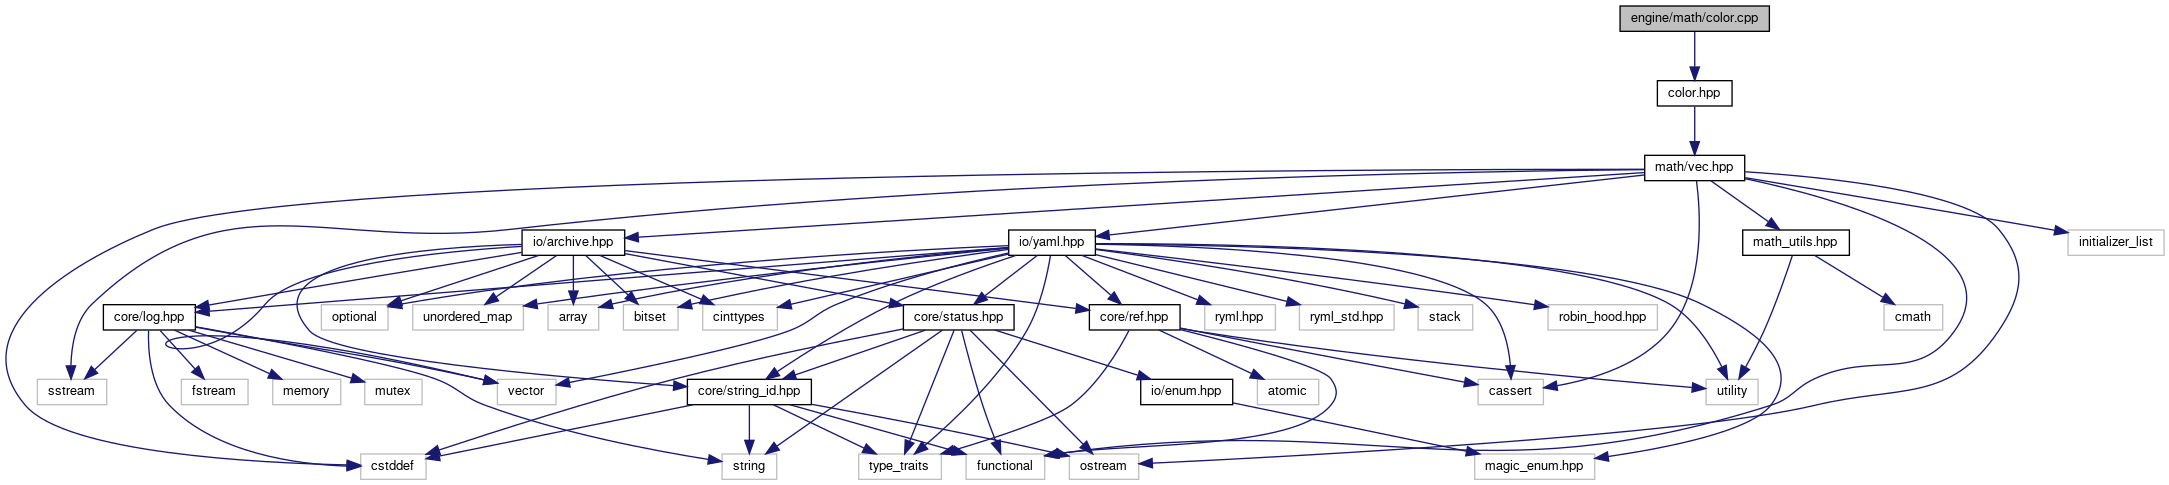 engine/math/color.cpp
color.hpp
math/vec.hpp
io/archive.hpp
io/yaml.hpp
math_utils.hpp
initializer_list
core/log.hpp
optional
unordered_map
array
bitset
cinttypes
core/status.hpp
core/ref.hpp
ryml.hpp
ryml_std.hpp
stack
robin_hood.hpp
cmath
sstream
fstream
memory
mutex
vector
core/string_id.hpp
io/enum.hpp
atomic
cassert
utility
cstddef
string
type_traits
functional
ostream
magic_enum.hpp